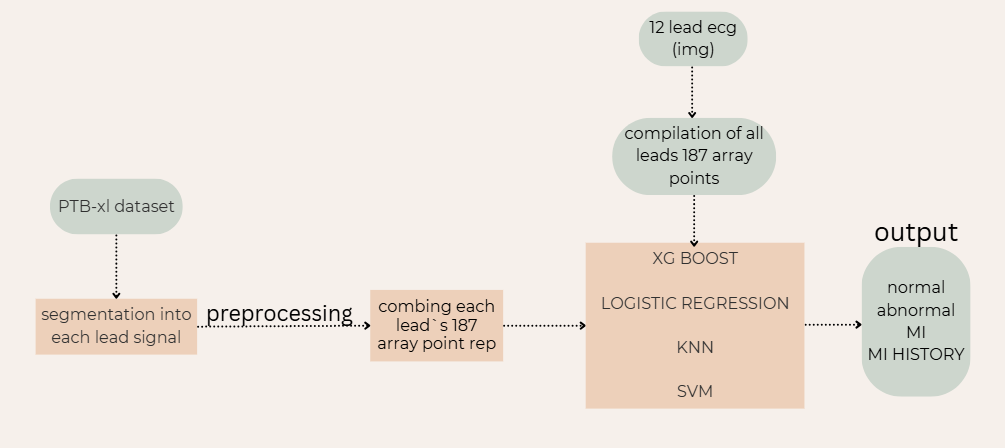 12 lead ecg
(img)
compilation of all
leads 187 array
points
PTB-xl dataset
segmentation into
each lead signal
preprocessing
combing each
lead`s 187
array point rep
XG BOOST
LOGISTIC REGRESSION
KNN
SVM
output
normal
abnormal
MI
MI HISTORY